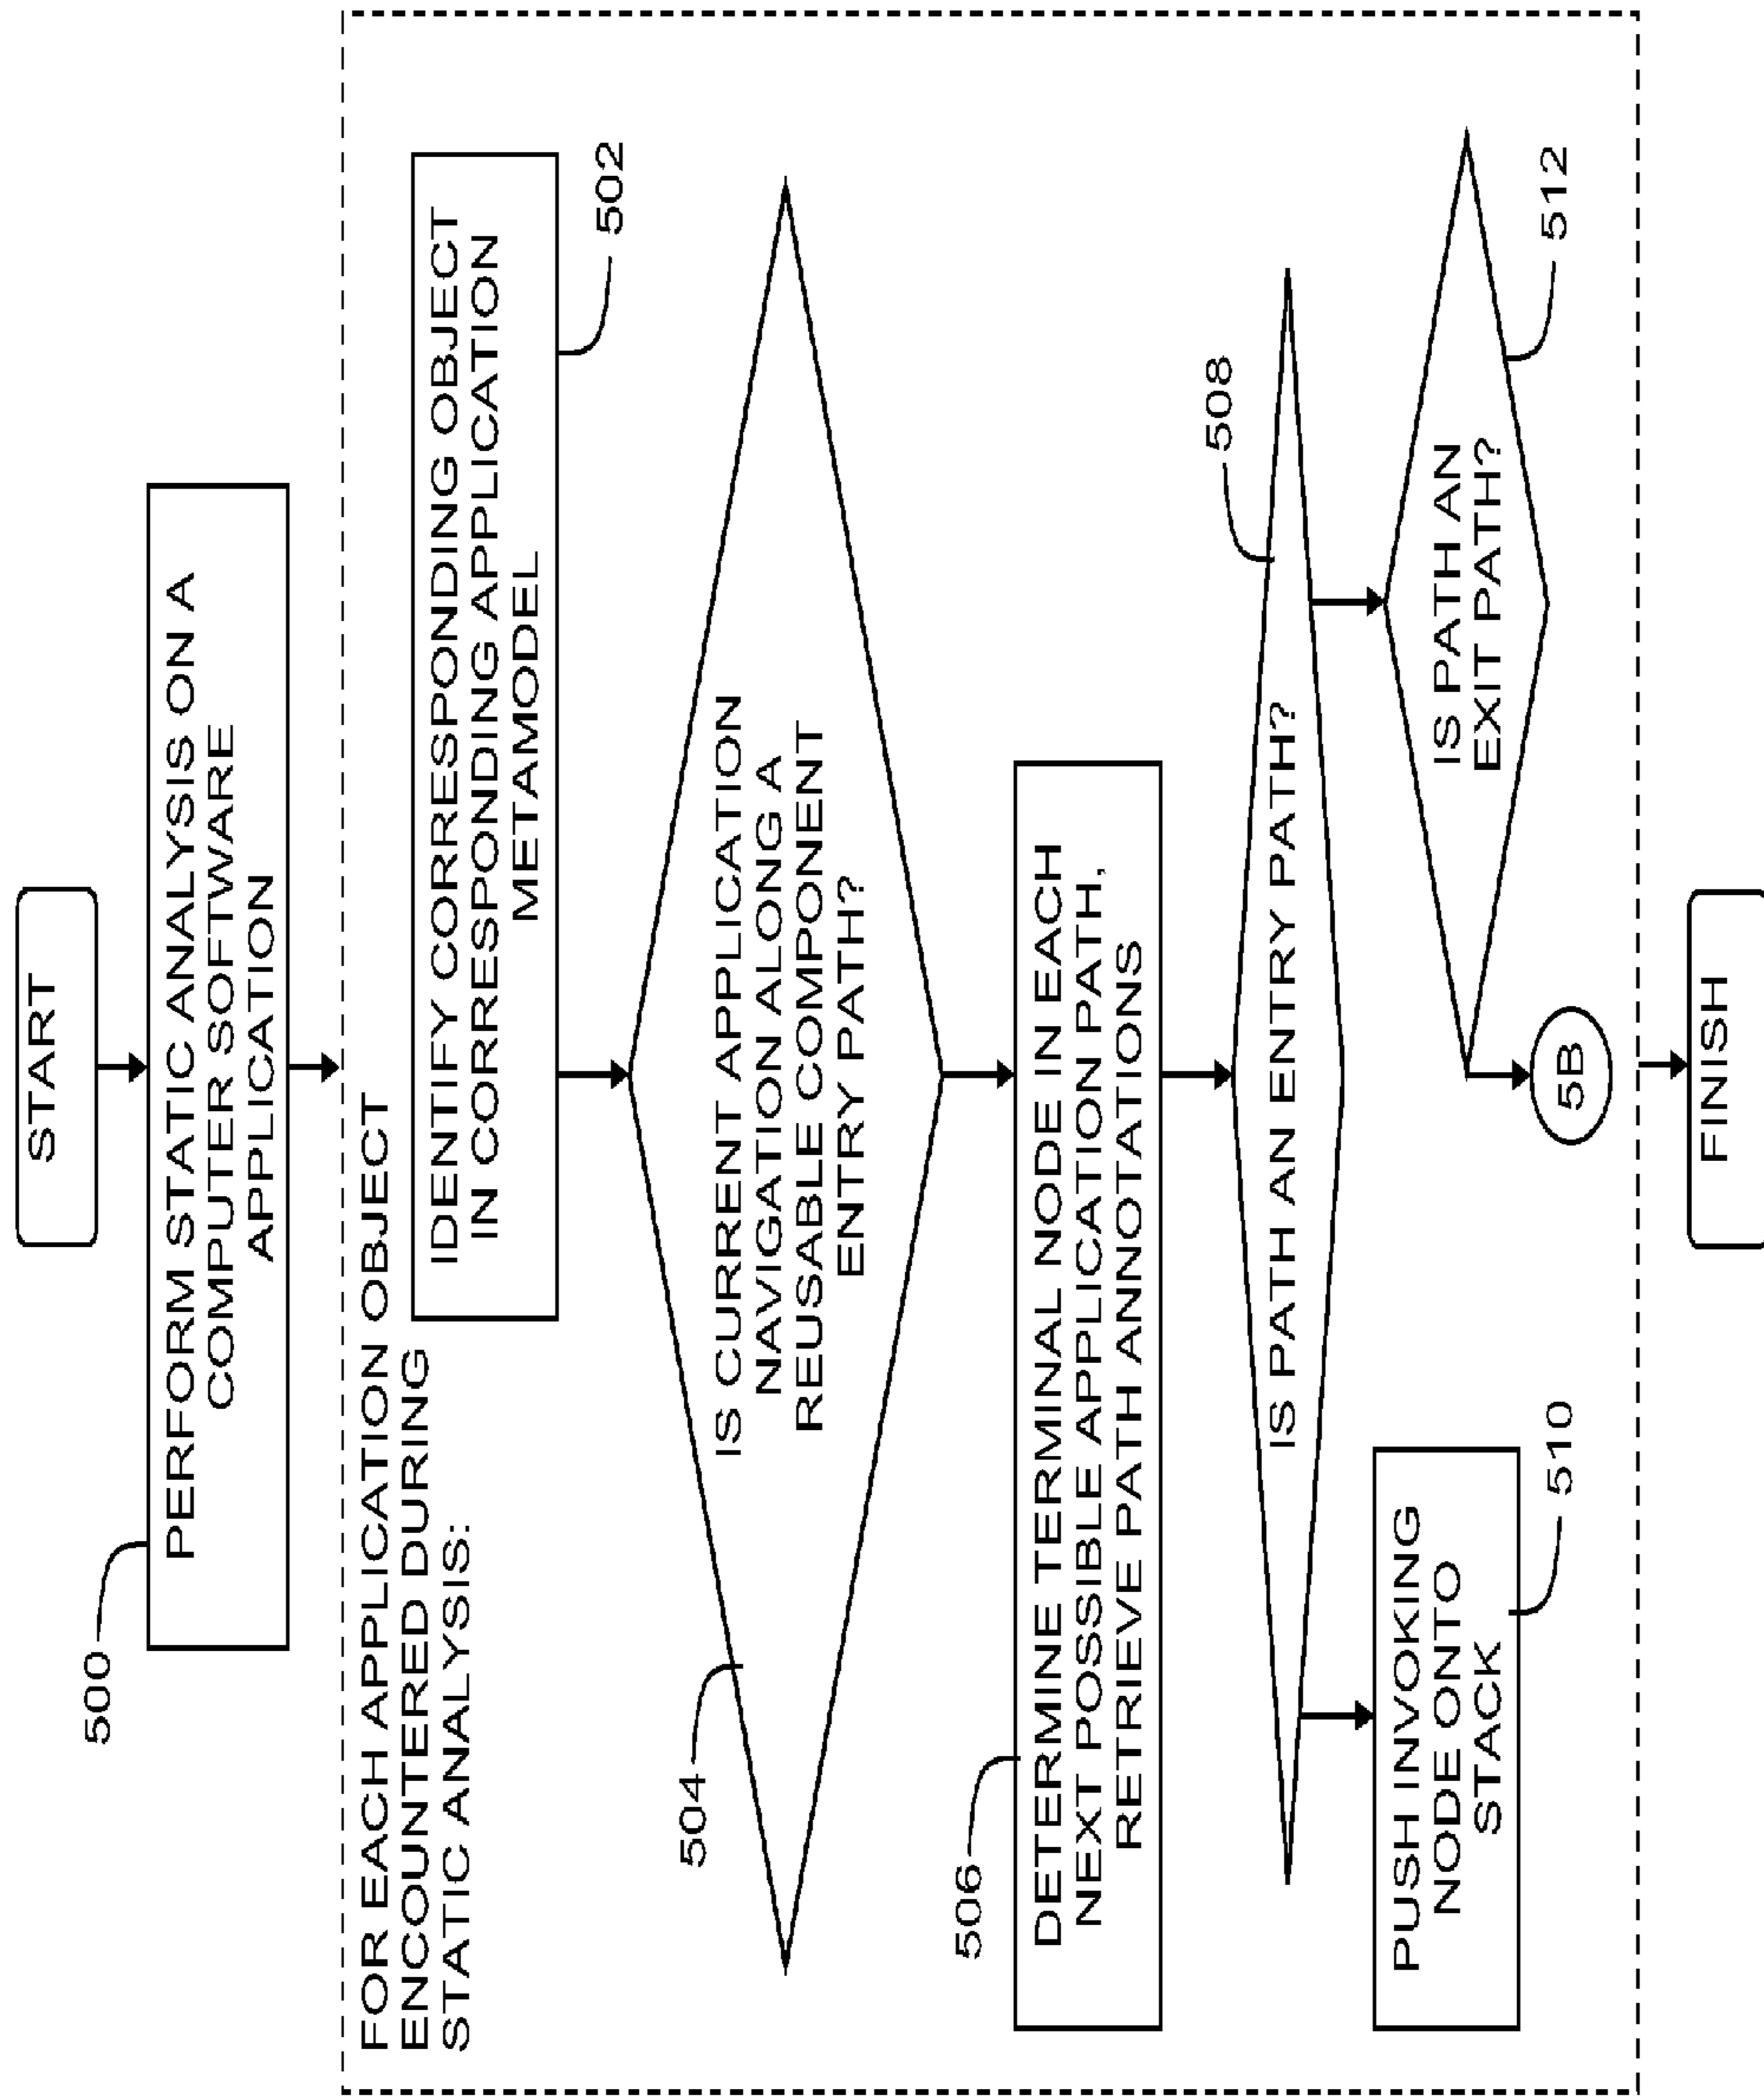 START
500
PERFORM STATIC ANALYSIS ON A
COMPUTER SOFTWARE
APPLICATION
FOR EACH APPLICATION OBJECT
ENCOUNTERED DURING
STATIC ANALYSIS:
IDENTIFY CORRESPONDING OBJECT
IN CORRESPONDING APPLICATION
METAMODEL
502
504
IS CURRENT APPLICATION
NAVIGATION ALONG A
REUSABLE COMPONENT
ENTRY PATH?
506
DETERMINE TERMINAL NODE IN EACH
NEXT POSSIBLE APPLICATION PATH,
RETRIEVE PATH ANNOTATIONS
508
IS PATH AN ENTRY PATH?
PUSH INVOKING
NODE ONTO
STACK
510
IS PATH AN
EXIT PATH?
512
5B
FINISH